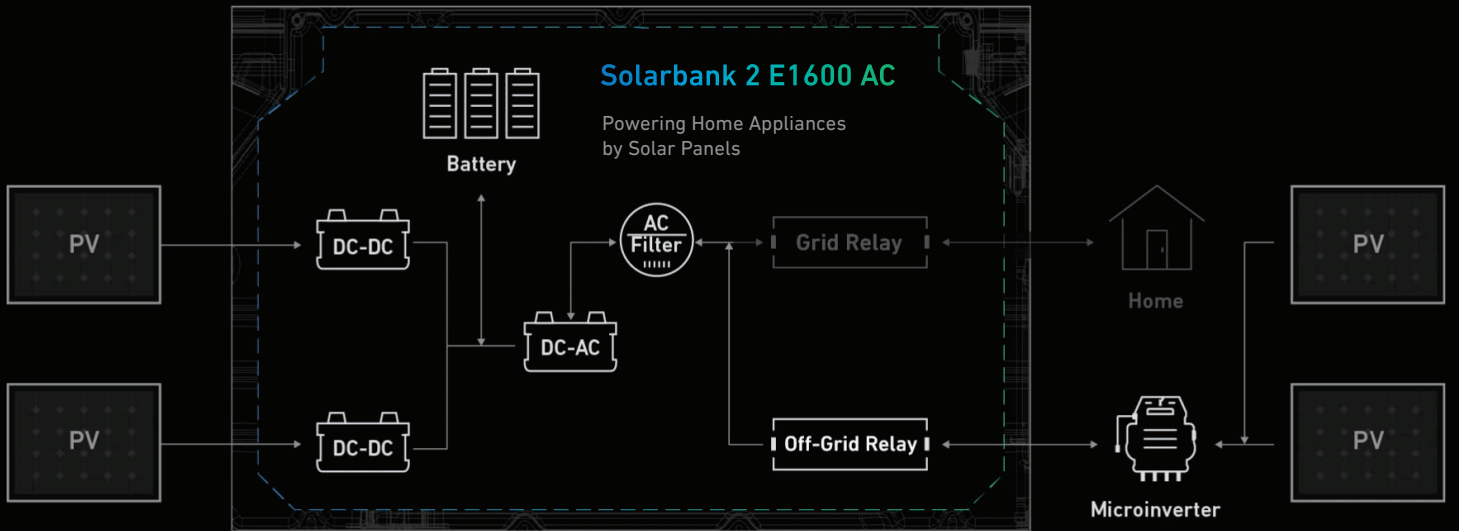 Solarbank 2 E1600 AC
Powering Home Appliances
by Solar Panels
Battery
PV
DC-DC
AC
Filter
Grid Relay
Home
PV
DC-AC
PV
DC-DC
Off-Grid Relay
Microinverter
PV